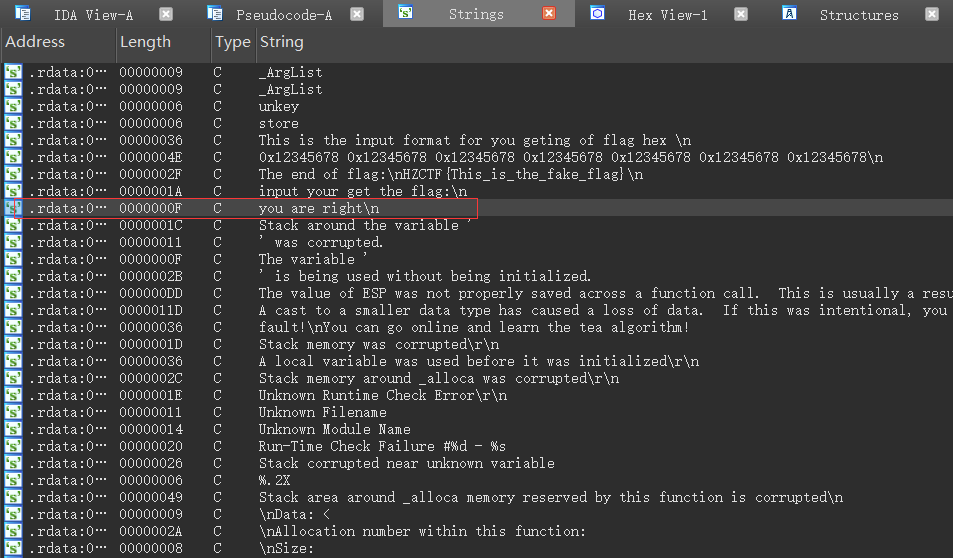 IDA View-A Pseudocode-A Strings Hex View-1 Structures
Address Length Type String
.rdata:0… 00000009 C _ArgList
.rdata:0… 00000009 C _ArgList
.rdata:0… 00000006 C unkey
.rdata:0… 00000006 C store
.rdata:0… 00000036 C This is the input format for you geting of flag hex \n
.rdata:0… 0000004E C 0x12345678 0x12345678 0x12345678 0x12345678 0x12345678 0x12345678 0x12345678\n
.rdata:0… 0000002F C The end of flag:\nHZCTF{This_is_the_fake_flag}\n
.rdata:0… 0000001A C input your get the flag:\n
.rdata:0… 0000000F C you are right\n
.rdata:0… 0000001C C Stack around the variable '
.rdata:0… 00000011 C ' was corrupted.
.rdata:0… 0000000F C The variable '
.rdata:0… 0000002B C ' is being used without being initialized.
.rdata:0… 000000DD C The value of ESP was not properly saved across a function call.  This is usually a resu
.rdata:0… 0000011D C A cast to a smaller data type has caused a loss of data.  If this was intentional, you
.rdata:0… 00000036 C fault!\nYou can go online and learn the tea algorithm!
.rdata:0… 0000001D C Stack memory was corrupted\r\n
.rdata:0… 00000036 C A local variable was used before it was initialized\r\n
.rdata:0… 0000002C C Stack memory around _alloca was corrupted\r\n
.rdata:0… 0000001E C Unknown Runtime Check Error\r\n
.rdata:0… 00000011 C Unknown Filename
.rdata:0… 00000014 C Unknown Module Name
.rdata:0… 00000020 C Run-Time Check Failure #%d - %s
.rdata:0… 00000026 C Stack corrupted near unknown variable
.rdata:0… 00000006 C %.2X
.rdata:0… 00000049 C Stack area around _alloca memory reserved by this function is corrupted\n
.rdata:0… 00000009 C \nData: <
.rdata:0… 0000002A C \nAllocation number within this function:
.rdata:0… 00000008 C \nSize: